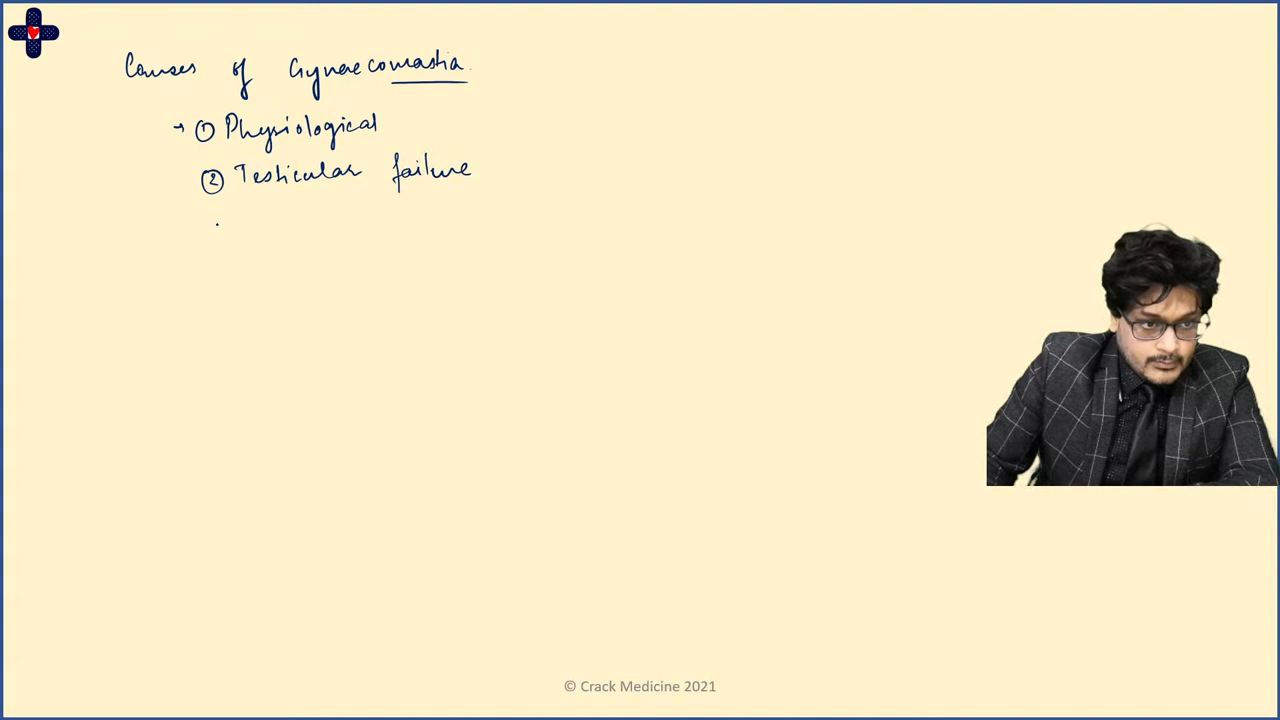 Causes of Gynaecomastia
→ ① Physiological
② Testicular failure
© Crack Medicine 2021